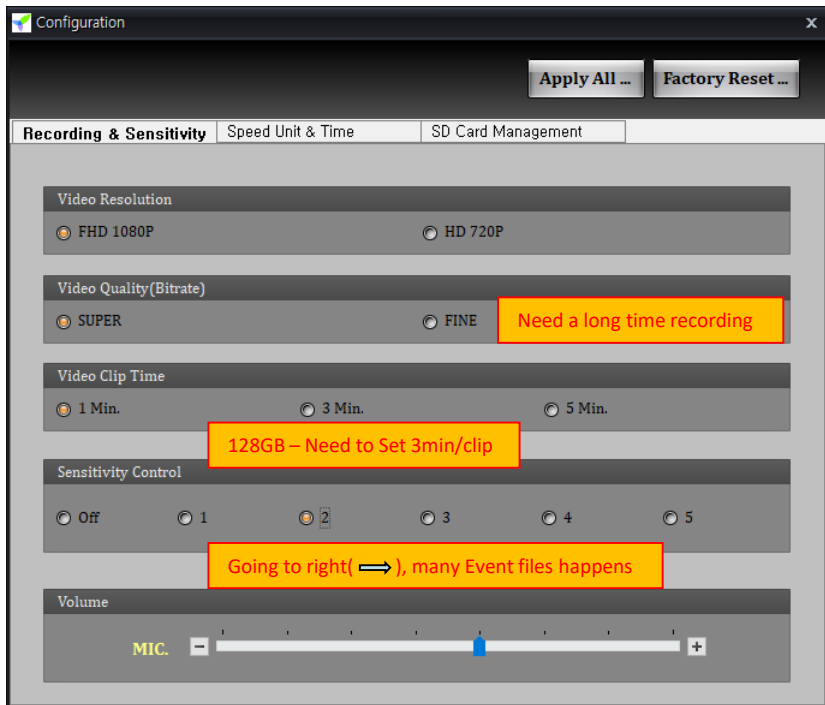 Configuration x
Apply All ... Factory Reset ...
Recording & Sensitivity Speed Unit & Time SD Card Management
Video Resolution
FHD 1080P HD 720P
Video Quality(Bitrate)
SUPER FINE Need a long time recording
Video Clip Time
1 Min. 3 Min. 5 Min.
128GB – Need to Set 3min/clip
Sensitivity Control
Off 1 2 3 4 5
Going to right( ⟹ ), many Event files happens
Volume
MIC. - +